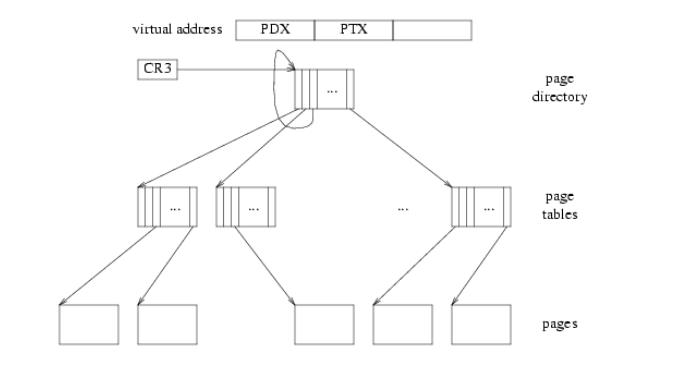 virtual address PDX PTX
CR3
...
page
directory
... ... ... ...
page
tables
pages